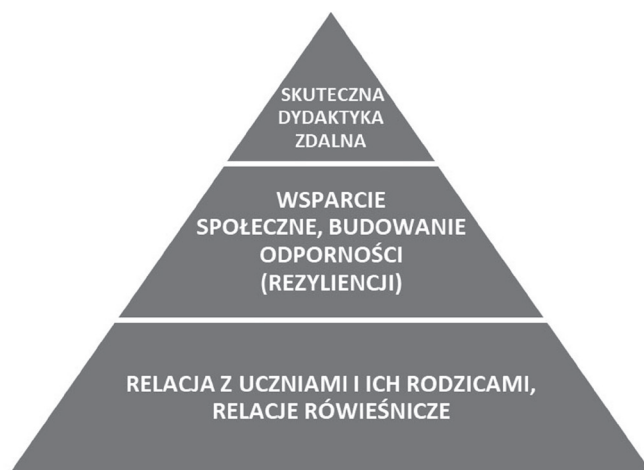 SKUTECZNA
DYDAKTYKA
ZDALNA
WSPARCIE
SPOŁECZNE, BUDOWANIE
ODPORNOŚCI
(REZYLIENCJI)
RELACJA Z UCZNIAMI I ICH RODZICAMI,
RELACJE RÓWIEŚNICZE